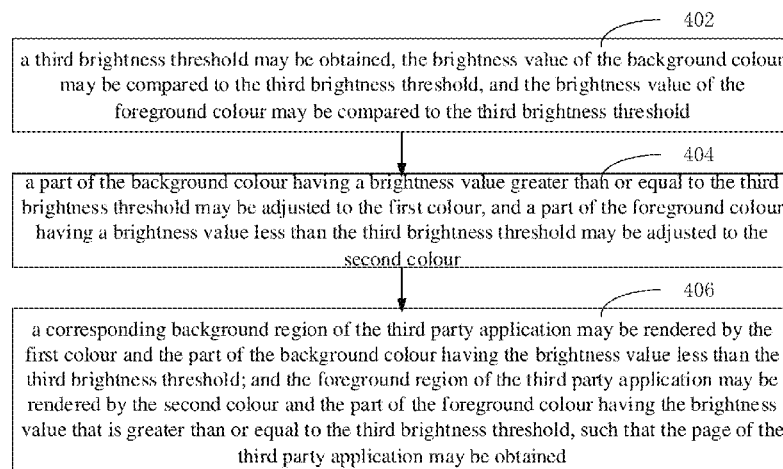 402
a third brightness threshold may be obtained, the brightness value of the background colour
may be compared to the third brightness threshold, and the brightness value of the
foreground colour may be compared to the third brightness threshold
404
a part of the background colour having a brightness value greater than or equal to the third
brightness threshold may be adjusted to the first colour, and a part of the foreground colour
having a brightness value less than the third brightness threshold may be adjusted to the
second colour
406
a corresponding background region of the third party application may be rendered by the
first colour and the part of the background colour having the brightness value less than the
third brightness threshold; and the foreground region of the third party application may be
rendered by the second colour and the part of the foreground colour having the brightness
value that is greater than or equal to the third brightness threshold, such that the page of the
third party application may be obtained